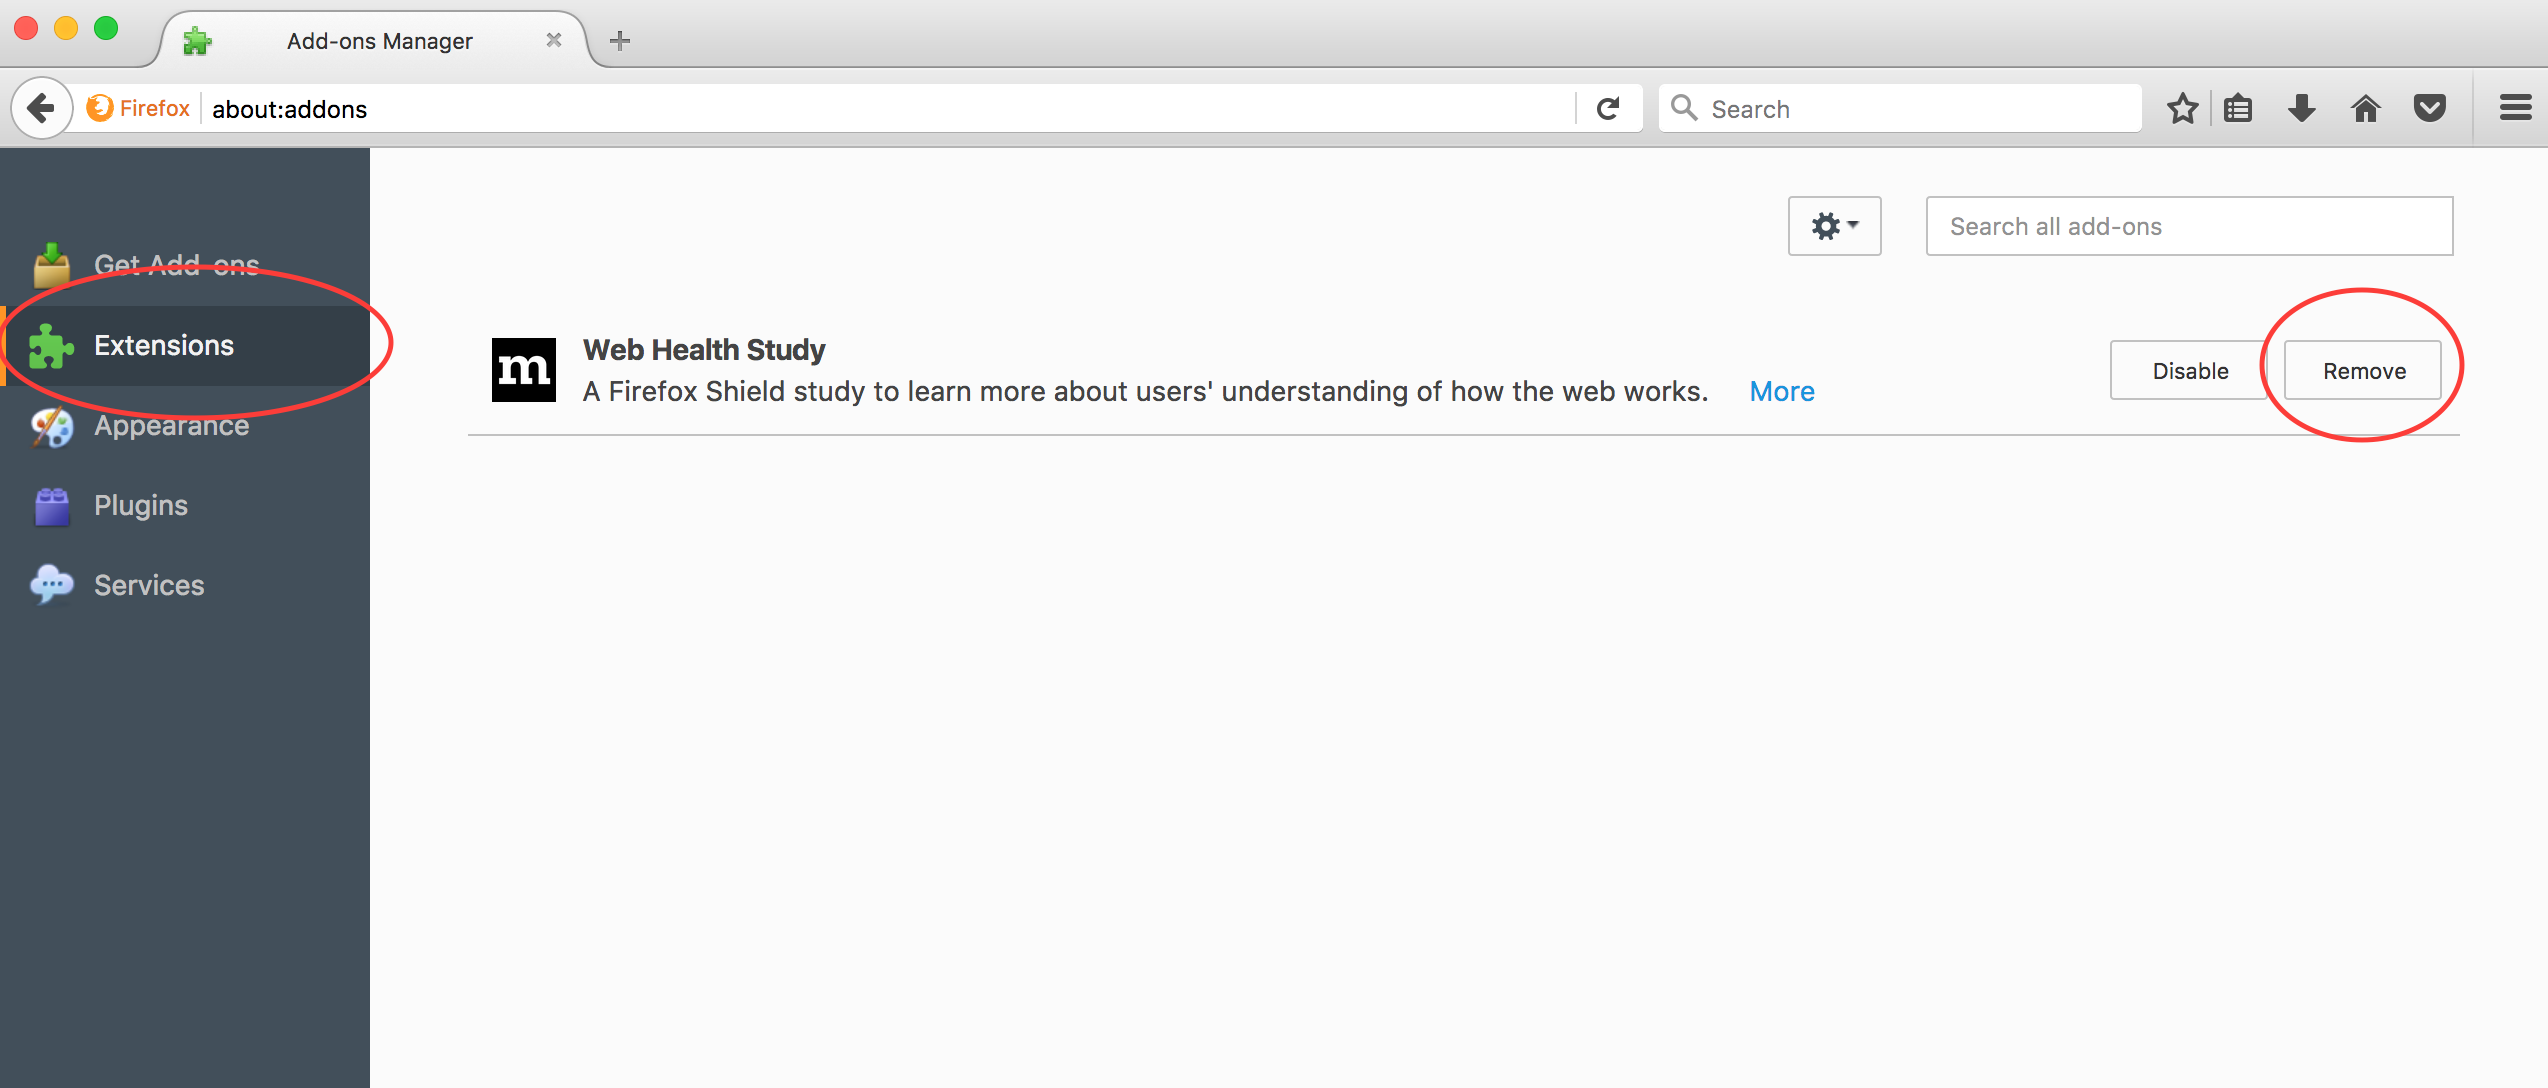 Add-ons Manager
Firefox
about:addons
Search
Search all add-ons
Get Add-ons
Extensions
Appearance
Plugins
Services
m
Web Health Study
A Firefox Shield study to learn more about users' understanding of how the web works. More
Disable
Remove